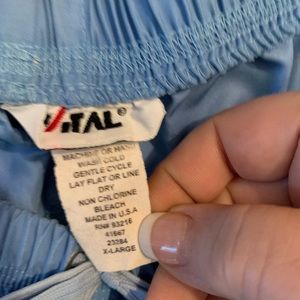 VITAL®
MACHINE OR HAND
WASH COLD
GENTLE CYCLE
LAY FLAT OR LINE
DRY
NON CHLORINE
BLEACH
MADE IN U.S.A
RN# 93216
41667
23284
X-LARGE